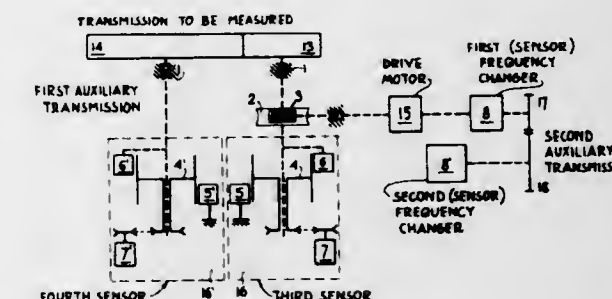 TRANSMISSION TO BE MEASURED
14 13
FIRST AUXILIARY
TRANSMISSION
DRIVE
MOTOR
FIRST (SENSOR)
FREQUENCY
CHANGER
2 3
15
8
17
SECOND
AUXILIARY
TRANSMISS
8'
18
SECOND (SENSOR)
FREQUENCY
CHANGER
6' 4' 5' 5 4 6
7' 7
FOURTH SENSOR 16' 16 THIRD SENSOR